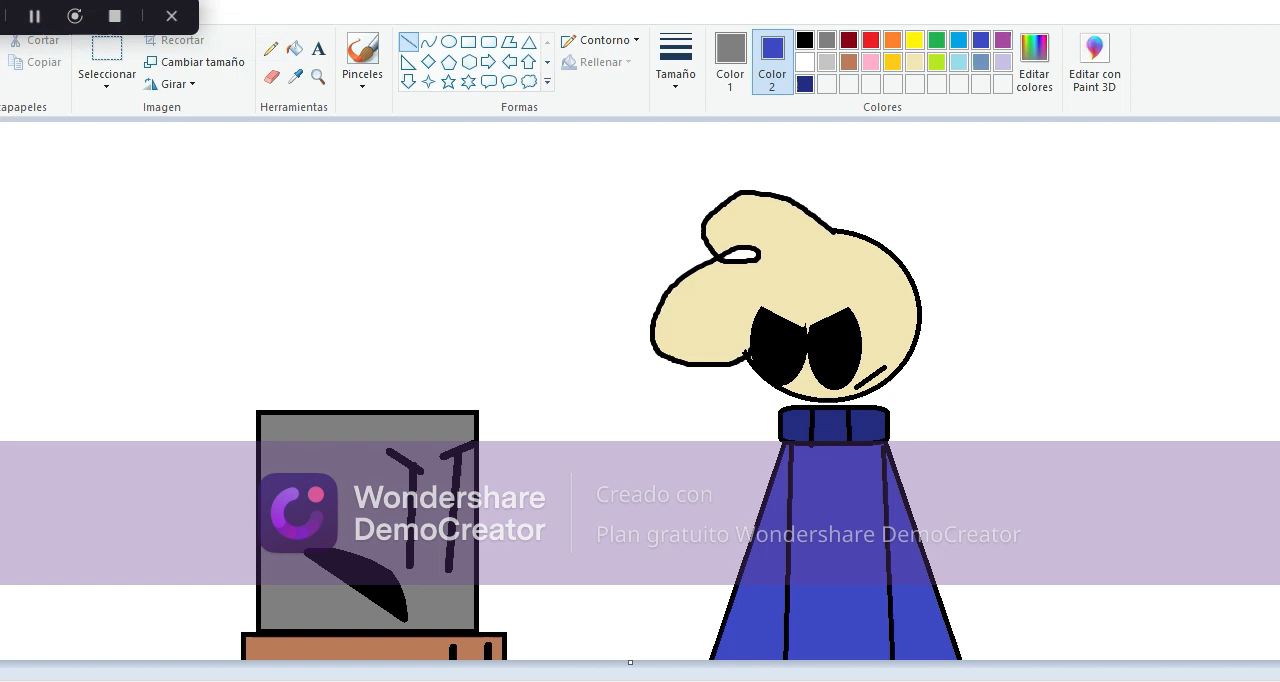 Cortar
Recortar
Copiar
Seleccionar
Cambiar tamaño
Girar
Pinceles
Contorno
Rellenar
Tamaño
Color
1
Color
2
Editar
colores
Editar con
Paint 3D
apapeles
Imagen
Herramientas
Formas
Colores
A
Wondershare
DemoCreator
Creado con
Plan gratuito Wondershare DemoCreator